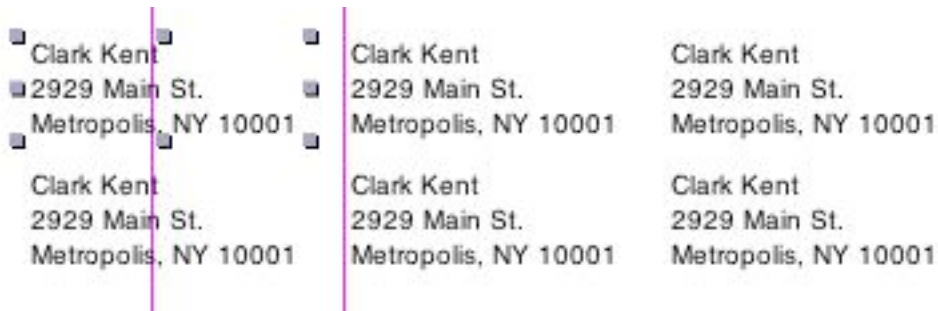 Clark Kent Clark Kent Clark Kent
2929 Main St. 2929 Main St. 2929 Main St.
Metropolis, NY 10001 Metropolis, NY 10001 Metropolis, NY 10001
Clark Kent Clark Kent Clark Kent
2929 Main St. 2929 Main St. 2929 Main St.
Metropolis, NY 10001 Metropolis, NY 10001 Metropolis, NY 10001